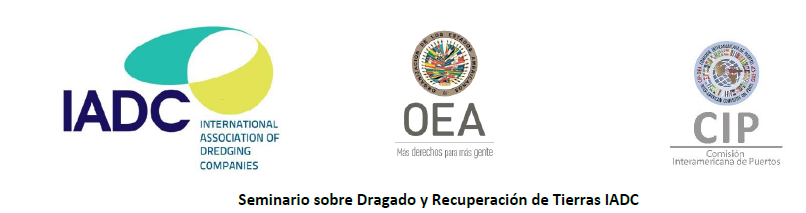 IADC
INTERNATIONAL
ASSOCIATION OF
DREDGING
COMPANIES
OEA
Más derechos para más gente
CIP
Comisión
Interamericana de Puertos
Seminario sobre Dragado y Recuperación de Tierras IADC